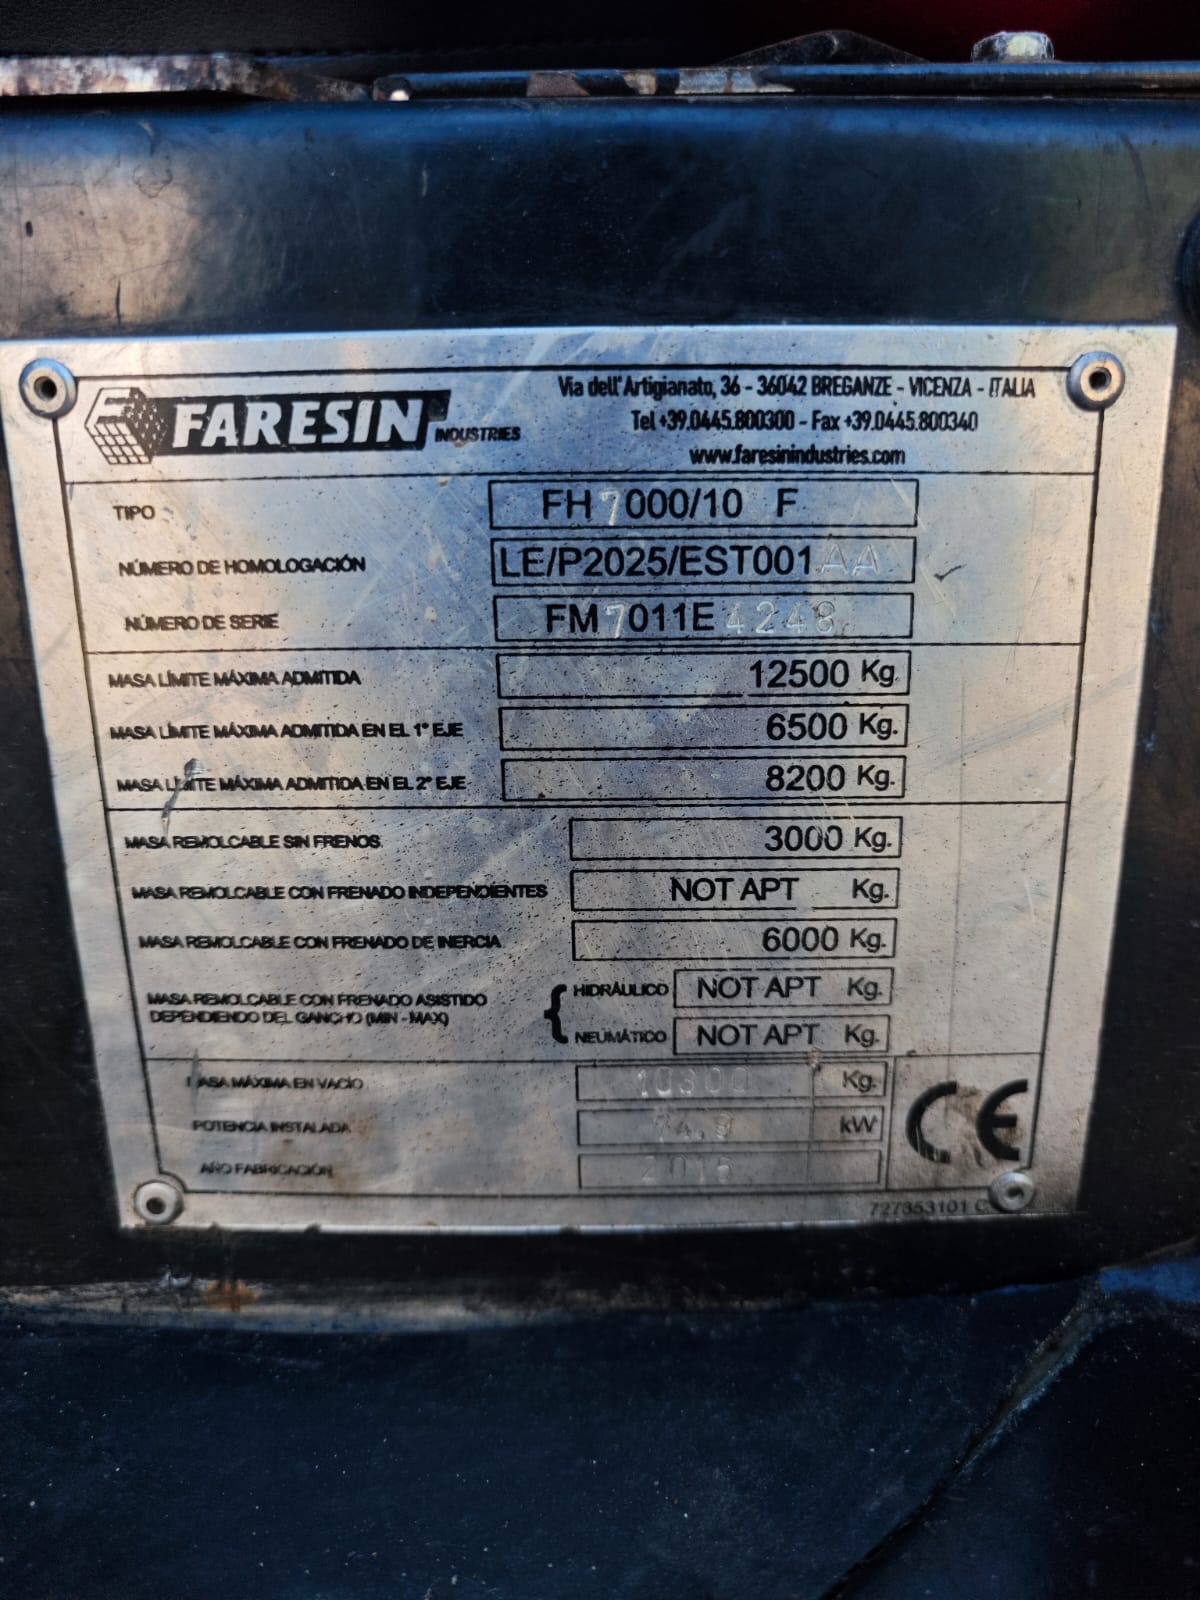 FARESIN INDUSTRIES
Via dell'Artigianato, 36 - 36042 BREGANZE - VICENZA - ITALIA
Tel +39.0445.800300 - Fax +39.0445.800340
www.faresinindustries.com
TIPO FH 7000/10 F
NÚMERO DE HOMOLOGACIÓN LE/P2025/EST001AA
NÚMERO DE SERIE FM7011E 4248
MASA LÍMITE MÁXIMA ADMITIDA 12500 Kg.
MASA LÍMITE MÁXIMA ADMITIDA EN EL 1° EJE 6500 Kg.
MASA LÍMITE MÁXIMA ADMITIDA EN EL 2° EJE 8200 Kg.
MASA REMOLCABLE SIN FRENOS 3000 Kg.
MASA REMOLCABLE CON FRENADO INDEPENDIENTES NOT APT Kg.
MASA REMOLCABLE CON FRENADO DE INERCIA 6000 Kg.
MASA REMOLCABLE CON FRENADO ASISTIDO
DEPENDIENDO DEL GANCHO (MIN - MAX)
HIDRÁULICO NOT APT Kg.
NEUMÁTICO NOT APT Kg.
MASA MÁXIMA EN VACÍO Kg.
POTENCIA INSTALADA kW
AÑO FABRICACIÓN
CE
727353101 C